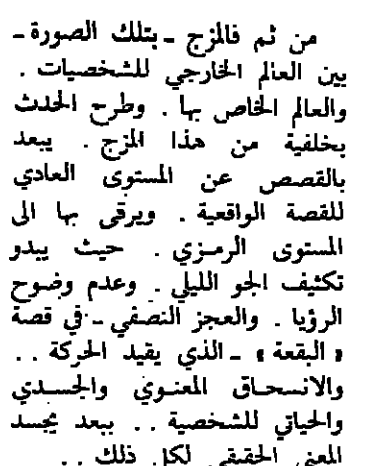 من ثم فالمزج ـ بتلك الصورة ـ
بين العالم الخارجي للشخصيات .
والعالم الخاص بها . وطرح الحدث
بخلفية من هذا المزج . يبعد
بالقصص عن المستوى العادي
للقصة الواقعية . ويرقى بها الى
المستوى الرمزي . حيث يبدو
تكثيف الجو الليلي . وعدم وضوح
الرؤيا . والعجز النصفي ـ في قصة
« البقعة » ـ الذي يقيد الحركة . .
والانسحاق المعنوي والجسدي
والحياتي للشخصية . . يبعد يجسد
المعنى الحقيقي لكل ذلك . .